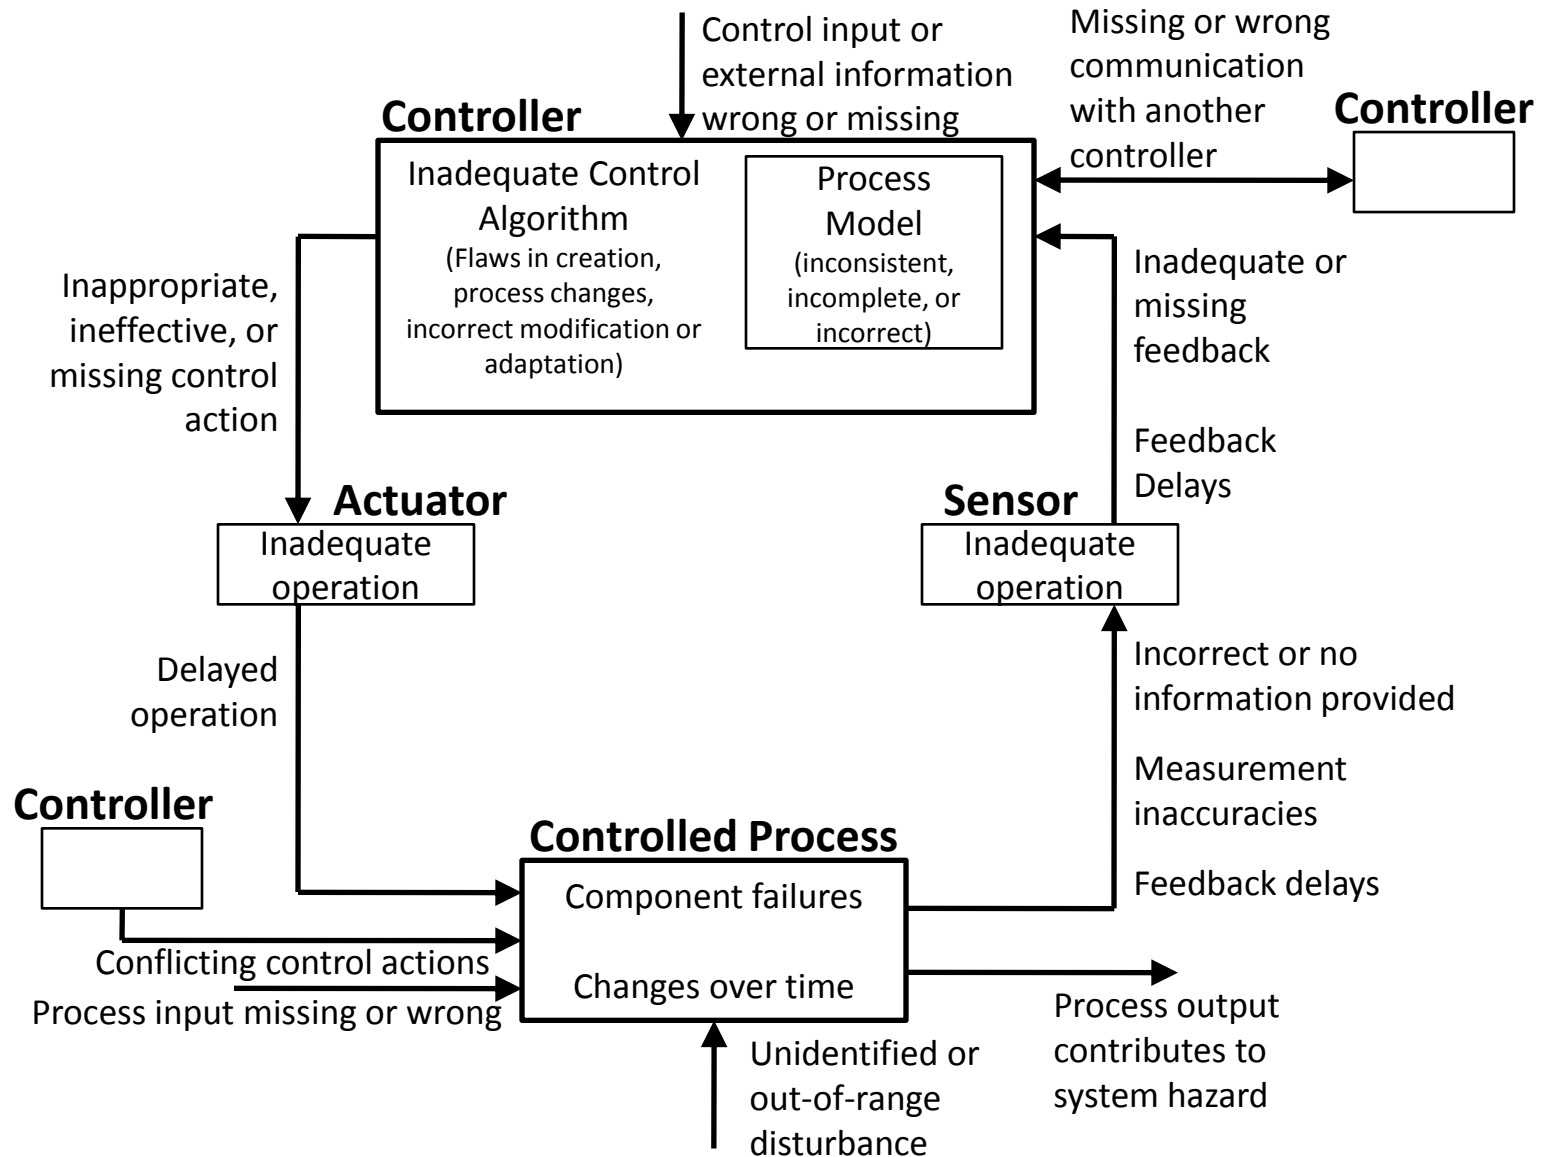 Control input or
external information
wrong or missing
Missing or wrong
communication
with another
controller
Controller
Controller
Inadequate Control
Algorithm
(Flaws in creation,
process changes,
incorrect modification or
adaptation)
Process
Model
(inconsistent,
incomplete, or
incorrect)
Inappropriate,
ineffective, or
missing control
action
Inadequate or
missing
feedback
Feedback
Delays
Actuator
Inadequate
operation
Sensor
Inadequate
operation
Delayed
operation
Incorrect or no
information provided
Measurement
inaccuracies
Feedback delays
Controller
Controlled Process
Component failures
Changes over time
Conflicting control actions
Process input missing or wrong
Unidentified or
out-of-range
disturbance
Process output
contributes to
system hazard